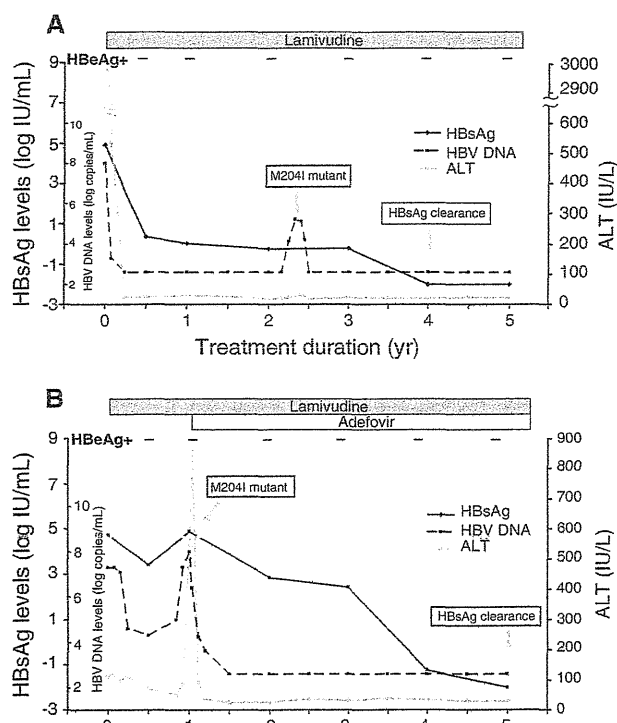 A
Lamivudine
HBeAg+ – – – – – – – – –
9
7
5
3
1
-1
-3
HBsAg levels (log IU/mL)
10
8
6
4
2
HBV DNA levels (log copies/mL)
HBsAg
HBV DNA
ALT
M204I mutant
HBsAg clearance
3000
2900
600
500
400
300
200
100
0
ALT (IU/L)
0 1 2 3 4 5
Treatment duration (yr)
B
Lamivudine
Adefovir
HBeAg+ – – – – – –
9
7
5
3
1
-1
-3
HBsAg levels (log IU/mL)
10
8
6
4
2
HBV DNA levels (log copies/mL)
M204I mutant
HBsAg
HBV DNA
ALT
HBsAg clearance
900
800
700
600
500
400
300
200
100
0
ALT (IU/L)